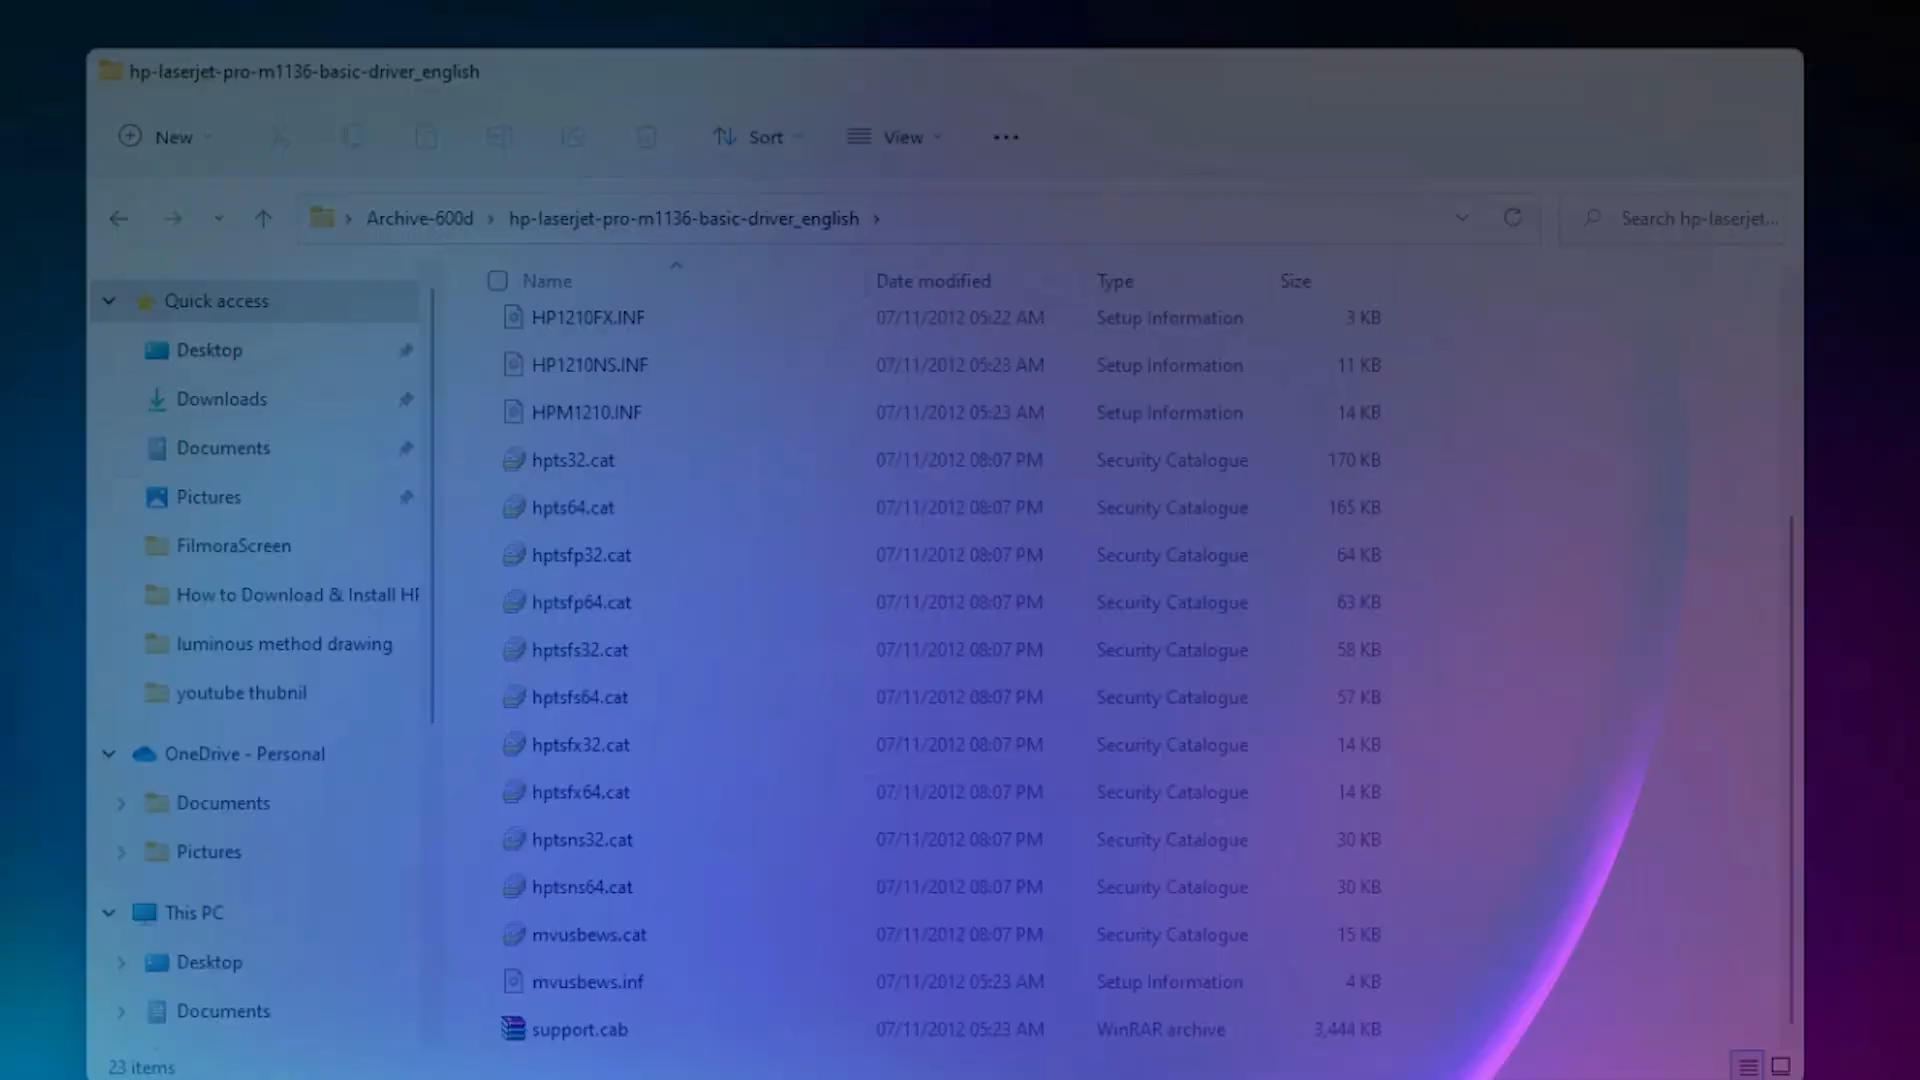 hp-laserjet-pro-m1136-basic-driver_english
New Sort View
Archive-600d hp-laserjet-pro-m1136-basic-driver_english Search hp-laserjet...
Name Date modified Type Size
Quick access
Desktop
Downloads
Documents
Pictures
FilmoraScreen
How to Download & Install HP
luminous method drawing
youtube thubnil
OneDrive - Personal
Documents
Pictures
This PC
Desktop
Documents
HP1210FX.INF 07/11/2012 05:22 AM Setup Information 3 KB
HP1210NS.INF 07/11/2012 05:23 AM Setup Information 11 KB
HPM1210.INF 07/11/2012 05:23 AM Setup Information 14 KB
hpts32.cat 07/11/2012 08:07 PM Security Catalogue 170 KB
hpts64.cat 07/11/2012 08:07 PM Security Catalogue 165 KB
hptsfp32.cat 07/11/2012 08:07 PM Security Catalogue 64 KB
hptsfp64.cat 07/11/2012 08:07 PM Security Catalogue 63 KB
hptsfs32.cat 07/11/2012 08:07 PM Security Catalogue 58 KB
hptsfs64.cat 07/11/2012 08:07 PM Security Catalogue 57 KB
hptsfx32.cat 07/11/2012 08:07 PM Security Catalogue 14 KB
hptsfx64.cat 07/11/2012 08:07 PM Security Catalogue 14 KB
hptsns32.cat 07/11/2012 08:07 PM Security Catalogue 30 KB
hptsns64.cat 07/11/2012 08:07 PM Security Catalogue 30 KB
mvusbews.cat 07/11/2012 08:07 PM Security Catalogue 15 KB
mvusbews.inf 07/11/2012 05:23 AM Setup Information 4 KB
support.cab 07/11/2012 05:23 AM WinRAR archive 3,444 KB
23 items